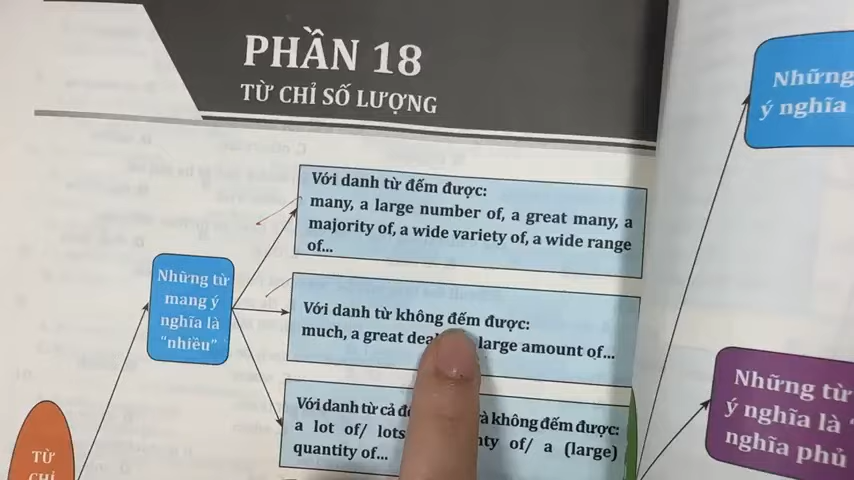 PHẦN 18
TỪ CHỈ SỐ LƯỢNG
Với danh từ đếm được:
many, a large number of, a great many, a
majority of, a wide variety of, a wide range
of...
Những từ
mang ý
nghĩa là
"nhiều"
Với danh từ không đếm được:
much, a great large amount of...
Với danh từ cả không đếm được:
a lot of/ lots of/ a (large)
quantity of...
TỪ
CHỈ
Những
ý nghĩa
Những từ
ý nghĩa là
nghĩa phủ